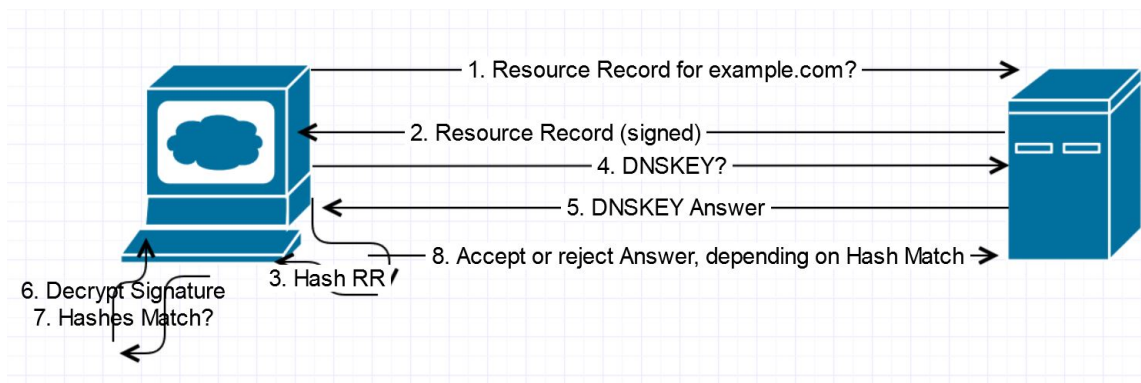 1. Resource Record for example.com?
2. Resource Record (signed)
4. DNSKEY?
5. DNSKEY Answer
8. Accept or reject Answer, depending on Hash Match
3. Hash RR
6. Decrypt Signature
7. Hashes Match?